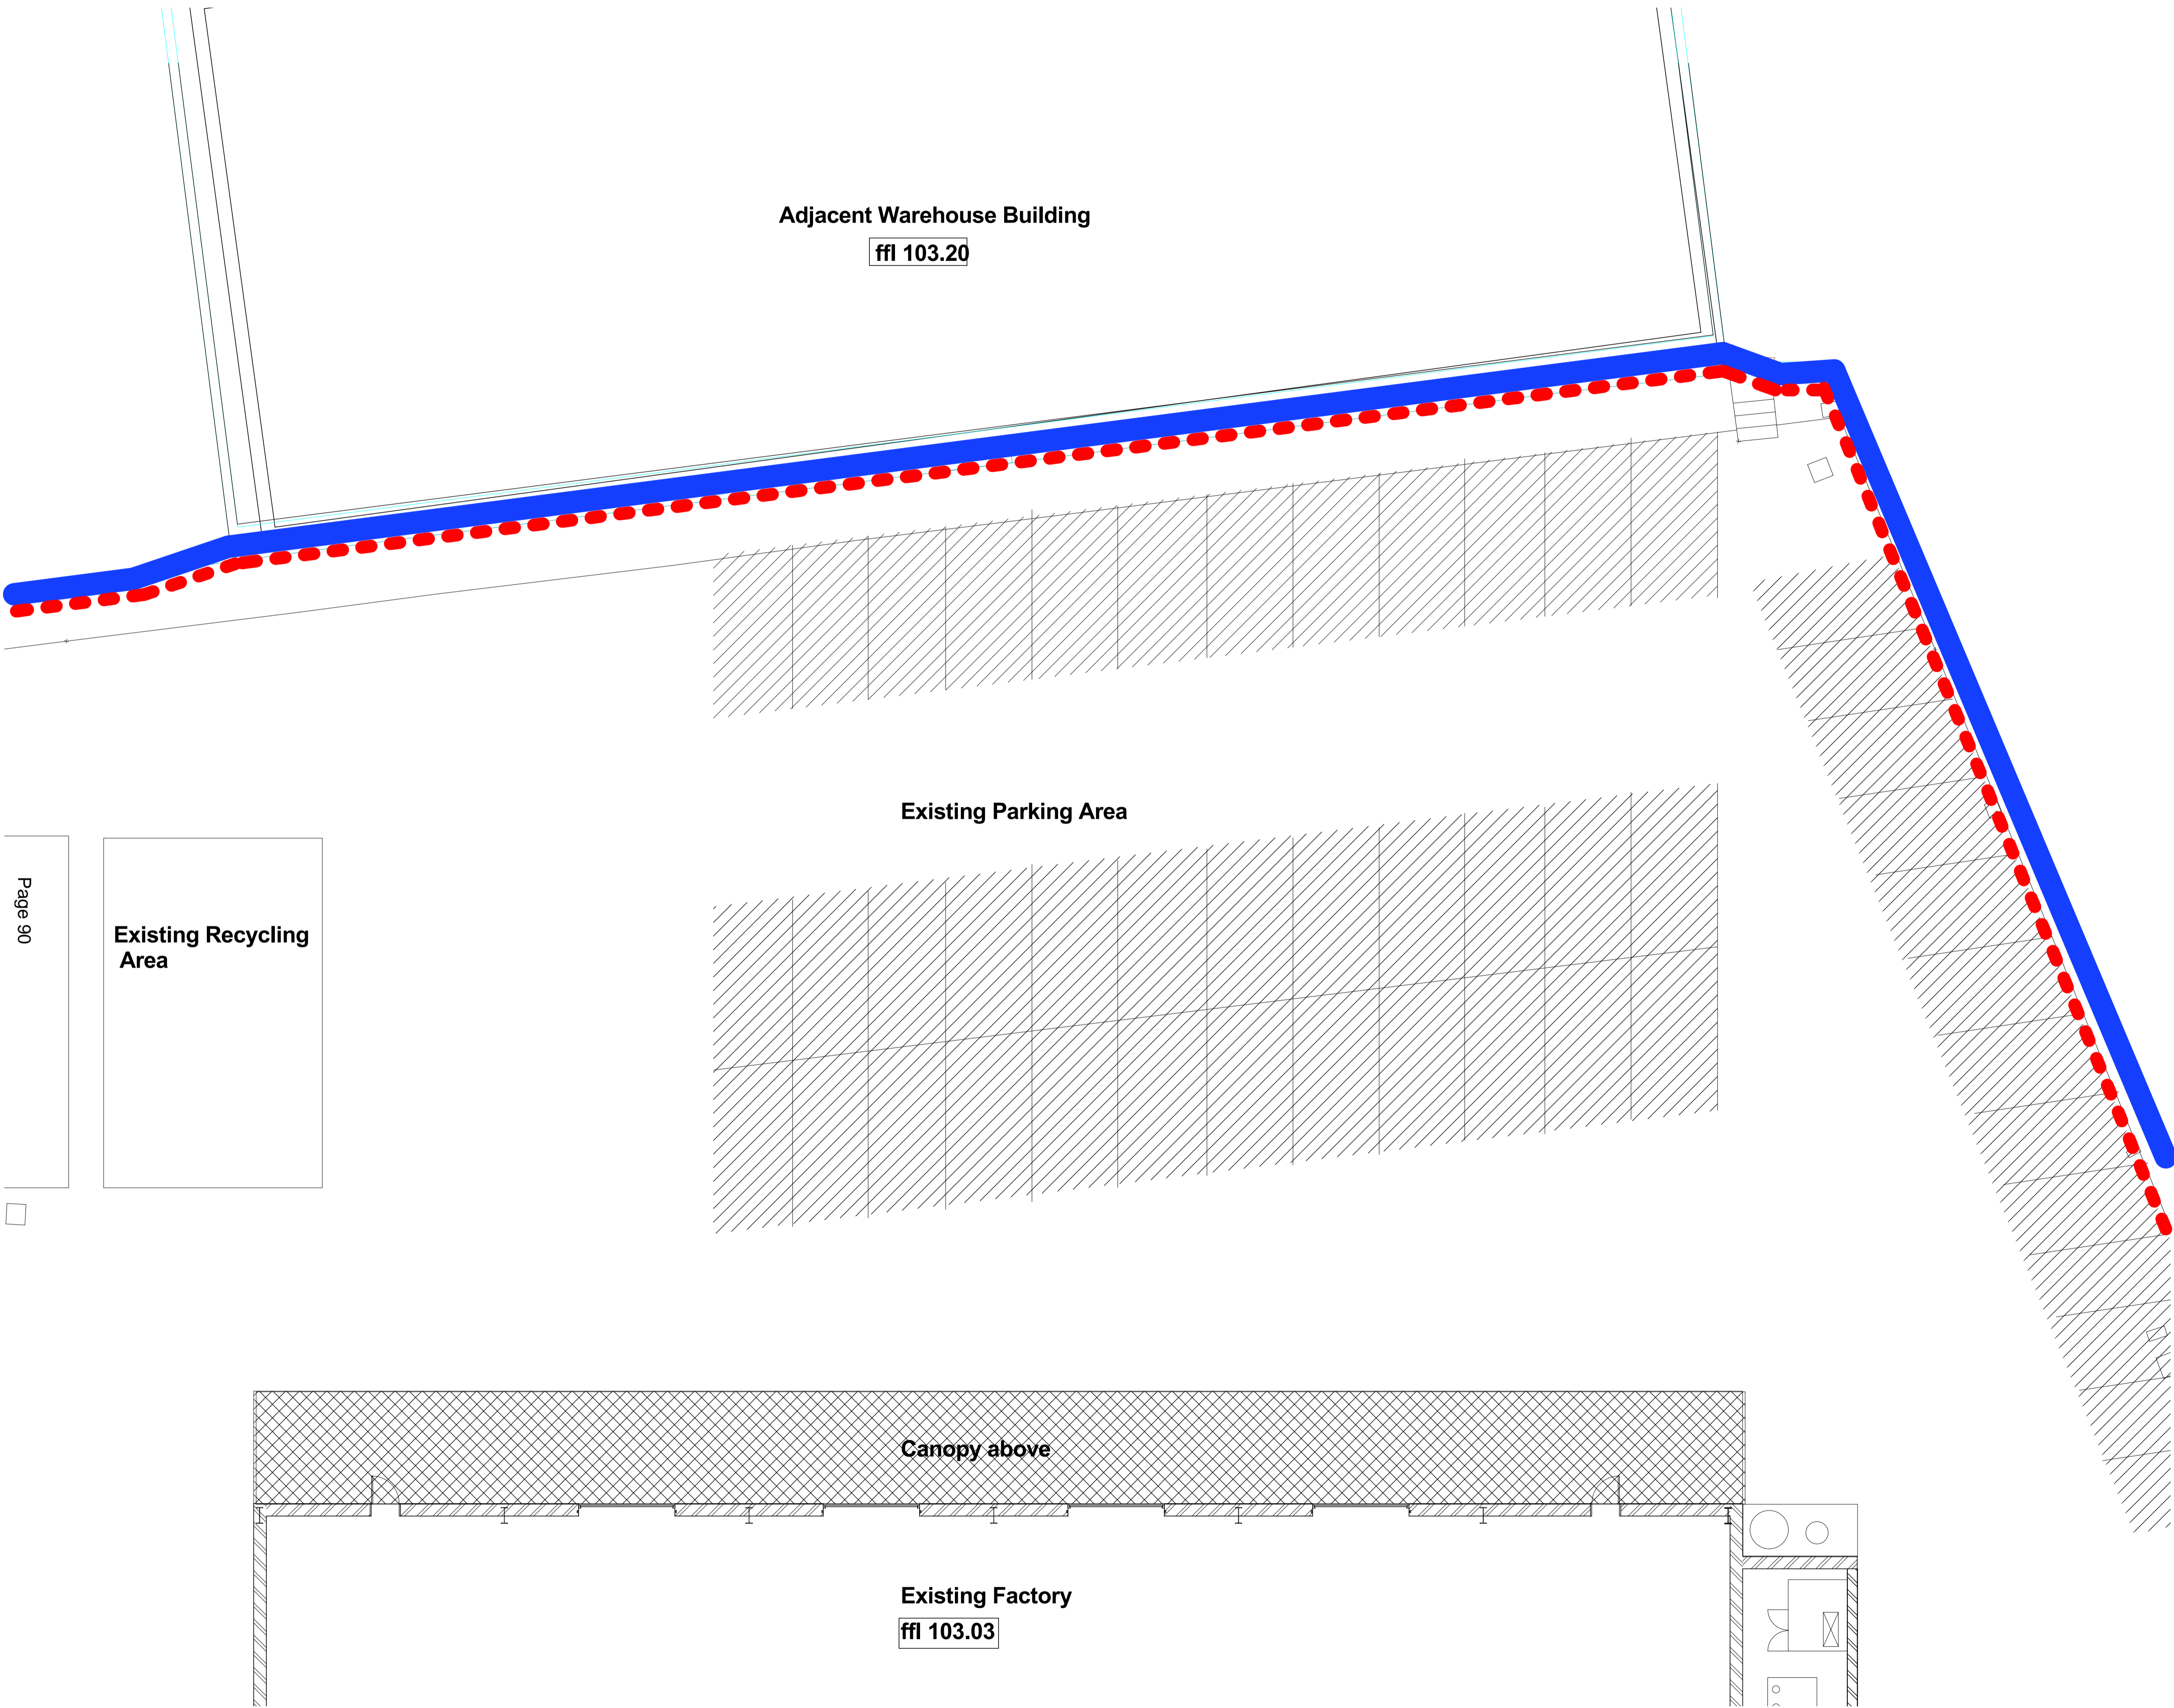 Adjacent Warehouse Building
ffl 103.20
Existing Parking Area
Page 90
Existing Recycling
Area
Canopy above
Existing Factory
ffl 103.03